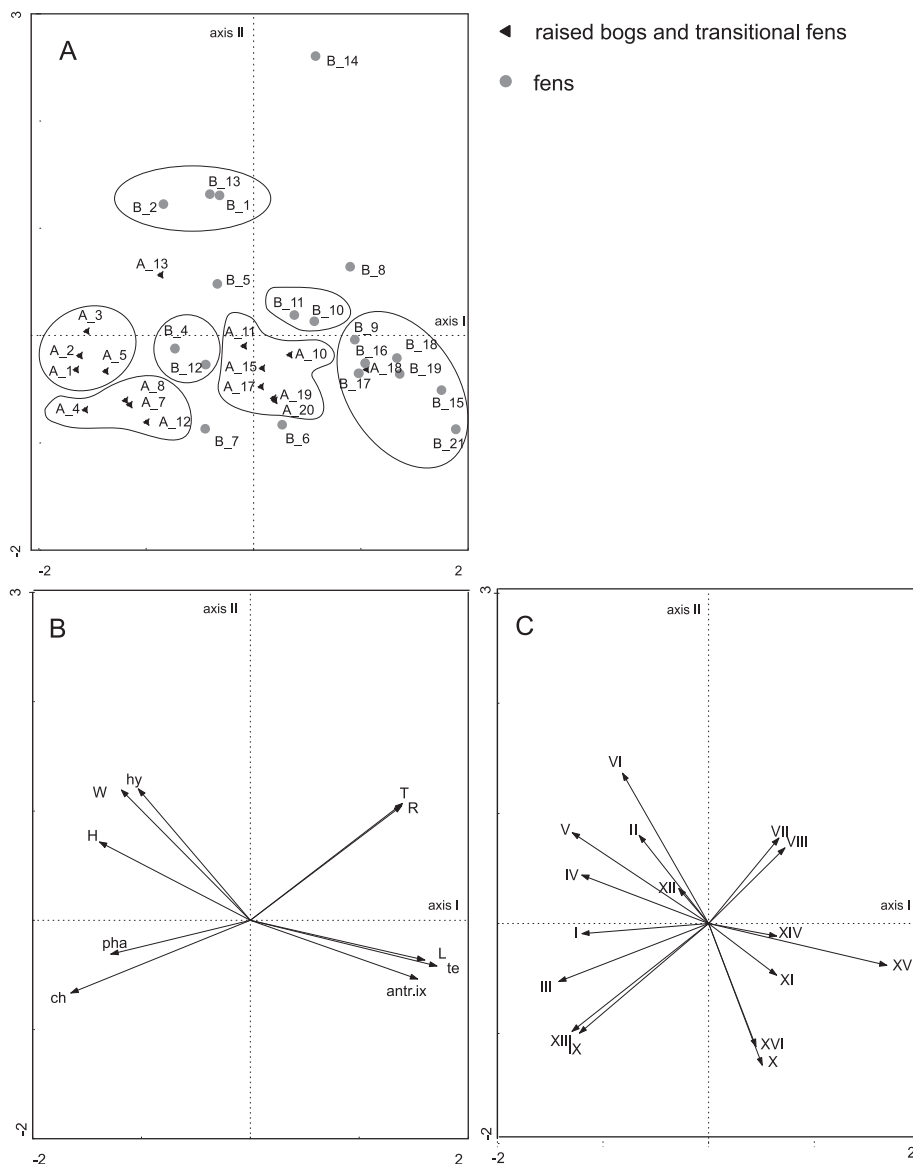 3
axis II
A
raised bogs and transitional fens
B_14
fens
B_13
B_2
B_1
A_13
B_5
B_8
B_11
B_10
A_3
axis I
B_4
A_11
B_9
A_2
A_10
B_16
B_18
A_1
A_5
B_12
A_15
A_18
B_19
A_8
A_17
B_17
A_4
A_7
A_19
B_15
A_12
A_20
B_7
B_6
B_21
-2
-2
2
3
axis II
B
W
hy
T
R
H
axis I
pha
L
te
ch
antr.ix
-2
-2
2
3
axis II
C
VI
V
II
VII
VIII
IV
XII
axis I
I
XIV
XV
III
XI
XIII
IX
XVI
X
-2
-2
2